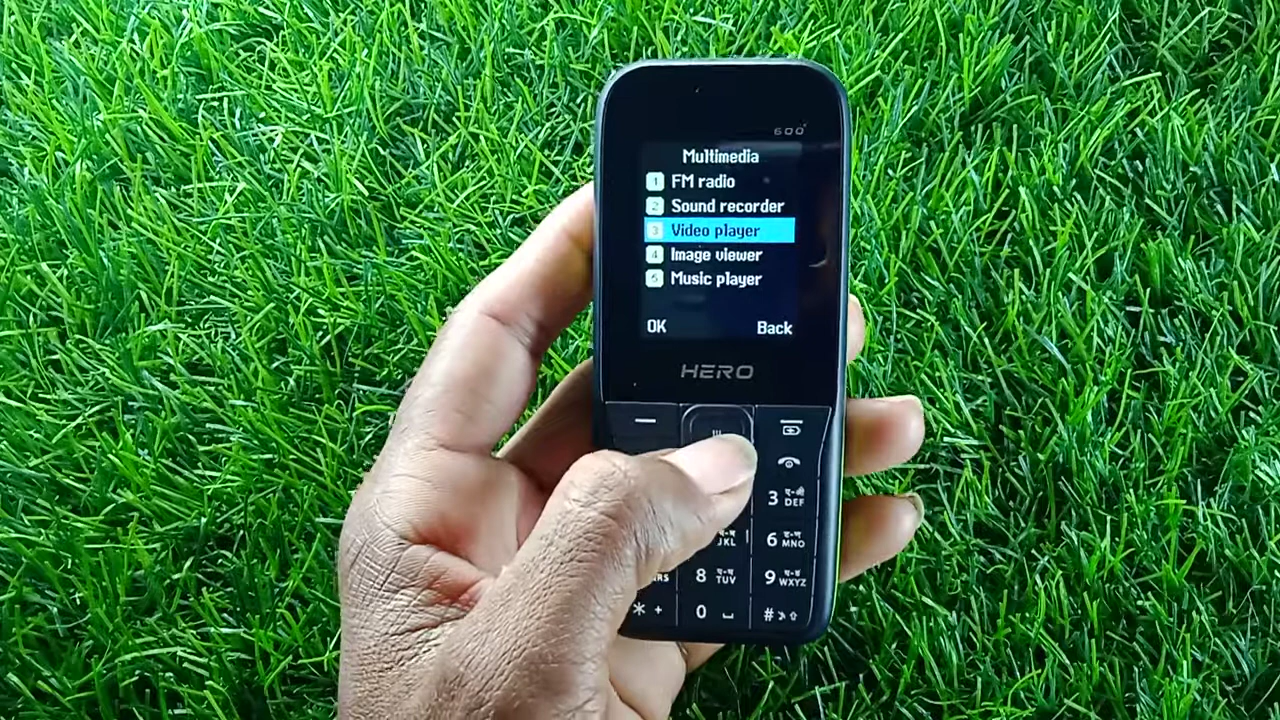 600
Multimedia
1 FM radio
2 Sound recorder
3 Video player
4 Image viewer
5 Music player
OK Back
HERO
3 DEF
JKL
6 MNO
8 TUV
9 WXYZ
* +
0
#